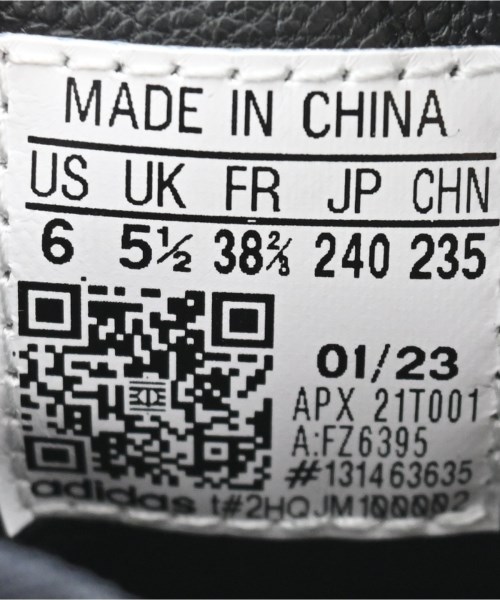 MADE IN CHINA
US UK FR JP CHN
6 5½ 38⅔ 240 235
01/23
APX 21T001
A:FZ6395
#131463635
adidas t#2HQJM100002